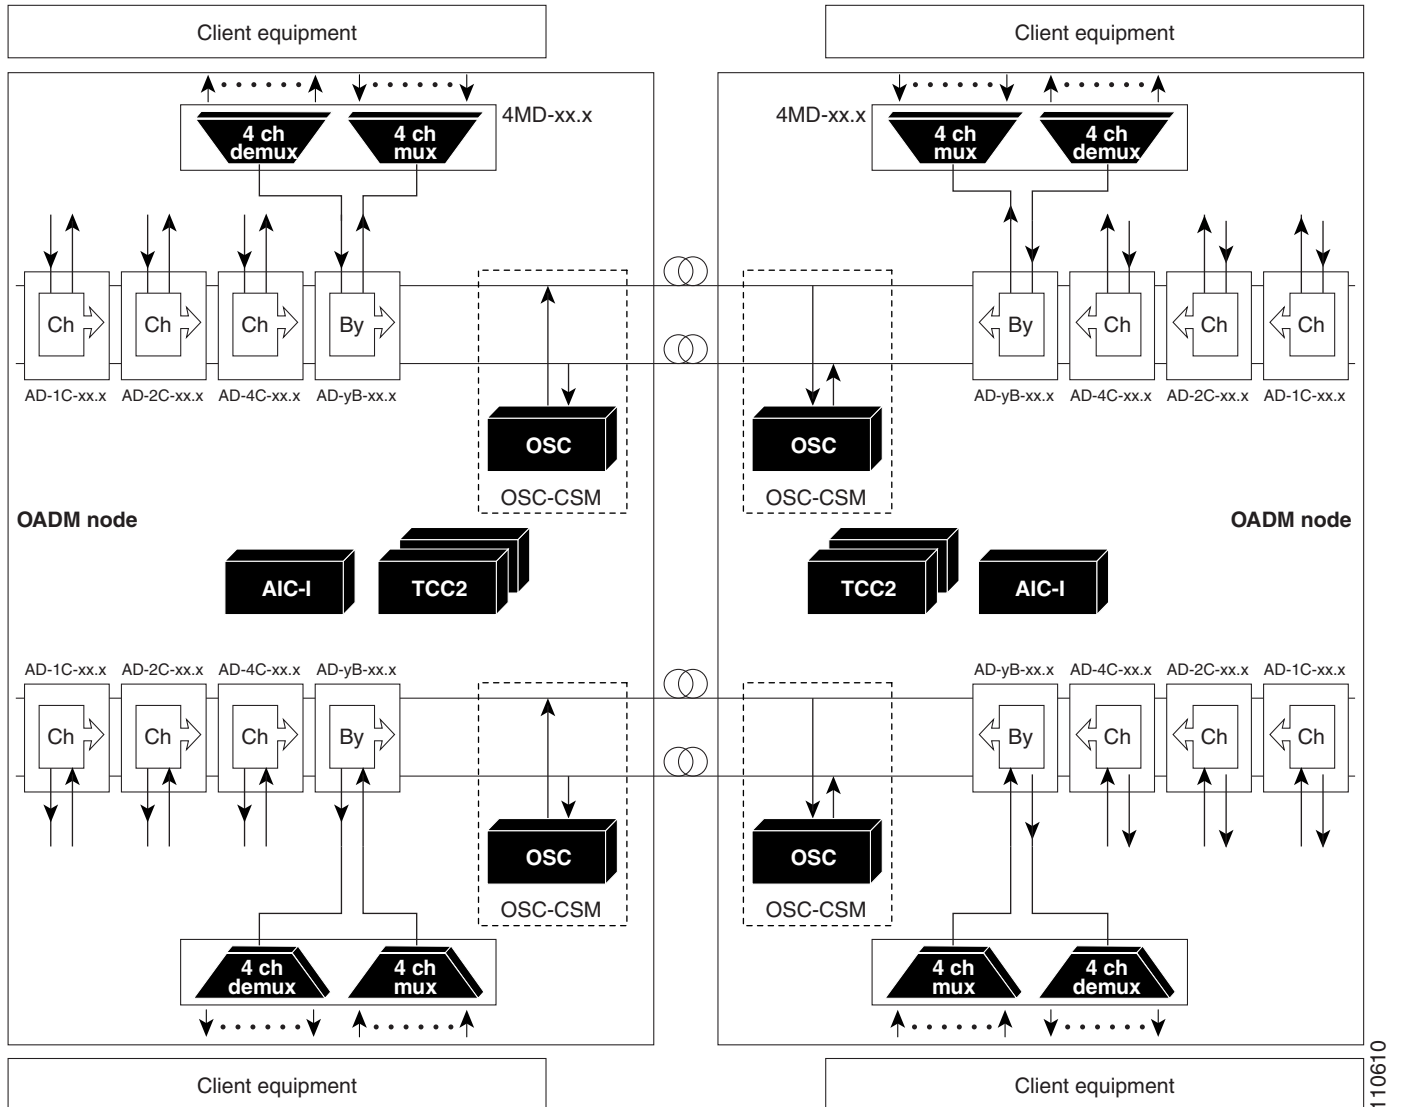 Client equipment
Client equipment
4 ch demux
4 ch mux
4MD-xx.x
4MD-xx.x
4 ch mux
4 ch demux
Ch
Ch
Ch
By
By
Ch
Ch
Ch
AD-1C-xx.x
AD-2C-xx.x
AD-4C-xx.x
AD-yB-xx.x
AD-yB-xx.x
AD-4C-xx.x
AD-2C-xx.x
AD-1C-xx.x
OSC
OSC
OSC-CSM
OSC-CSM
OADM node
OADM node
AIC-I
TCC2
TCC2
AIC-I
AD-1C-xx.x
AD-2C-xx.x
AD-4C-xx.x
AD-yB-xx.x
AD-yB-xx.x
AD-4C-xx.x
AD-2C-xx.x
AD-1C-xx.x
Ch
Ch
Ch
By
By
Ch
Ch
Ch
OSC
OSC
OSC-CSM
OSC-CSM
4 ch demux
4 ch mux
4 ch mux
4 ch demux
Client equipment
Client equipment
110610